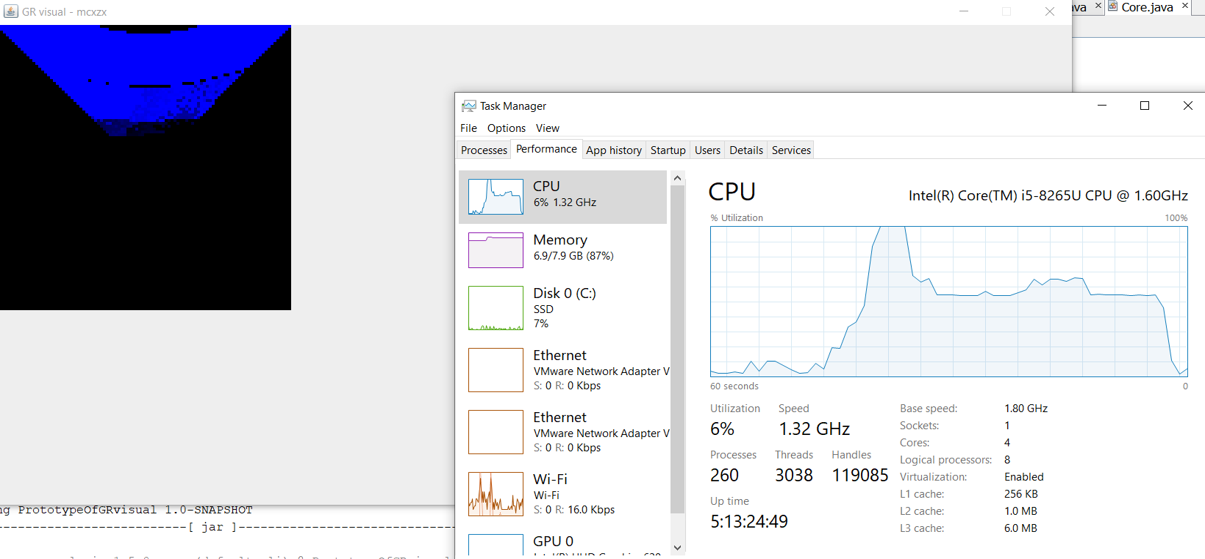 GR visual - mcxzx
ava
Core.java
Task Manager
File Options View
Processes Performance App history Startup Users Details Services
CPU
6% 1.32 GHz
Memory
6.9/7.9 GB (87%)
Disk 0 (C:)
SSD
7%
Ethernet
VMware Network Adapter V
S: 0 R: 0 Kbps
Ethernet
VMware Network Adapter V
S: 0 R: 0 Kbps
Wi-Fi
Wi-Fi
S: 0 R: 16.0 Kbps
GPU 0
CPU
Intel(R) Core(TM) i5-8265U CPU @ 1.60GHz
% Utilization 100%
60 seconds 0
Utilization Speed
6% 1.32 GHz
Processes Threads Handles
260 3038 119085
Up time
5:13:24:49
Base speed: 1.80 GHz
Sockets: 1
Cores: 4
Logical processors: 8
Virtualization: Enabled
L1 cache: 256 KB
L2 cache: 1.0 MB
L3 cache: 6.0 MB
ng PrototypeOfGRvisual 1.0-SNAPSHOT
[ jar ]